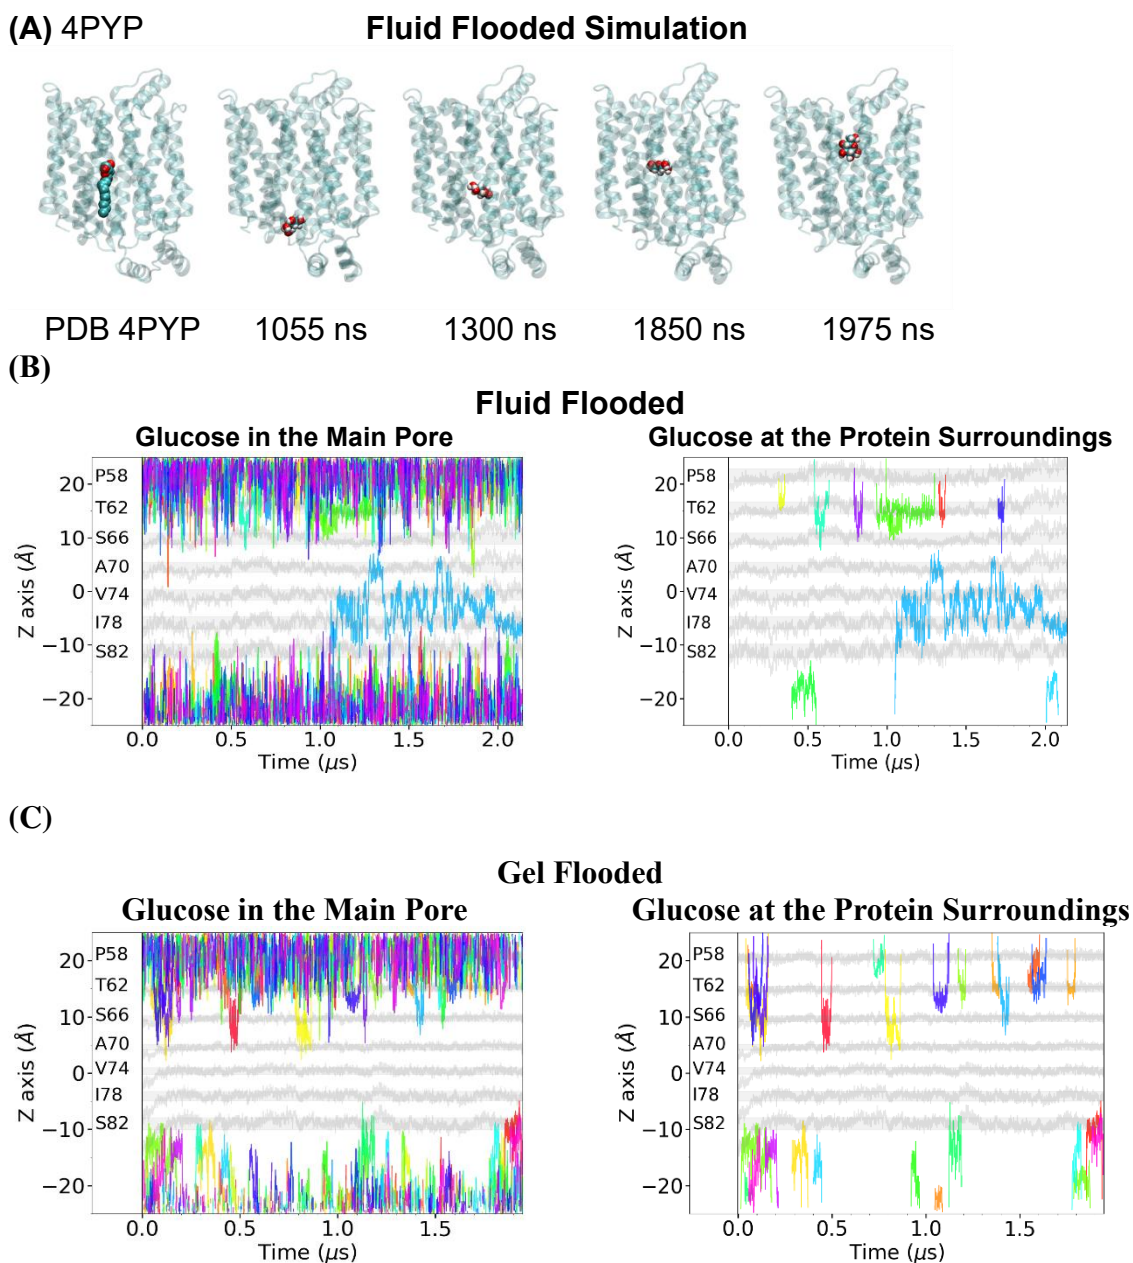 (A) 4PYP Fluid Flooded Simulation
PDB 4PYP 1055 ns 1300 ns 1850 ns 1975 ns
(B)
Fluid Flooded
Glucose in the Main Pore Glucose at the Protein Surroundings
Z axis (Å)
20
10
0
−10
−20
P58
T62
S66
A70
V74
I78
S82
0.0 0.5 1.0 1.5 2.0
Time (μs)
Z axis (Å)
20
10
0
−10
−20
P58
T62
S66
A70
V74
I78
S82
0.0 0.5 1.0 1.5 2.0
Time (μs)
(C)
Gel Flooded
Glucose in the Main Pore Glucose at the Protein Surroundings
Z axis (Å)
20
10
0
−10
−20
P58
T62
S66
A70
V74
I78
S82
0.0 0.5 1.0 1.5
Time (μs)
Z axis (Å)
20
10
0
−10
−20
P58
T62
S66
A70
V74
I78
S82
0.0 0.5 1.0 1.5
Time (μs)